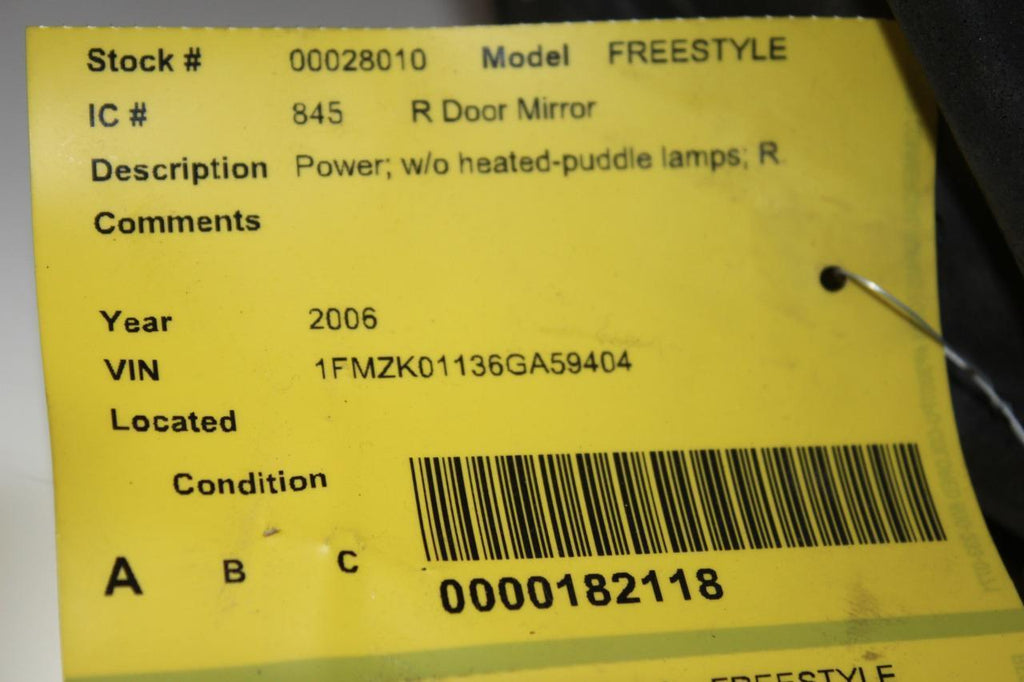 Stock # 00028010 Model FREESTYLE
IC # 845 R Door Mirror
Description Power; w/o heated-puddle lamps; R
Comments
Year 2006
VIN 1FMZK01136GA59404
Located
Condition
A B C
0000182118
FREESTYLE